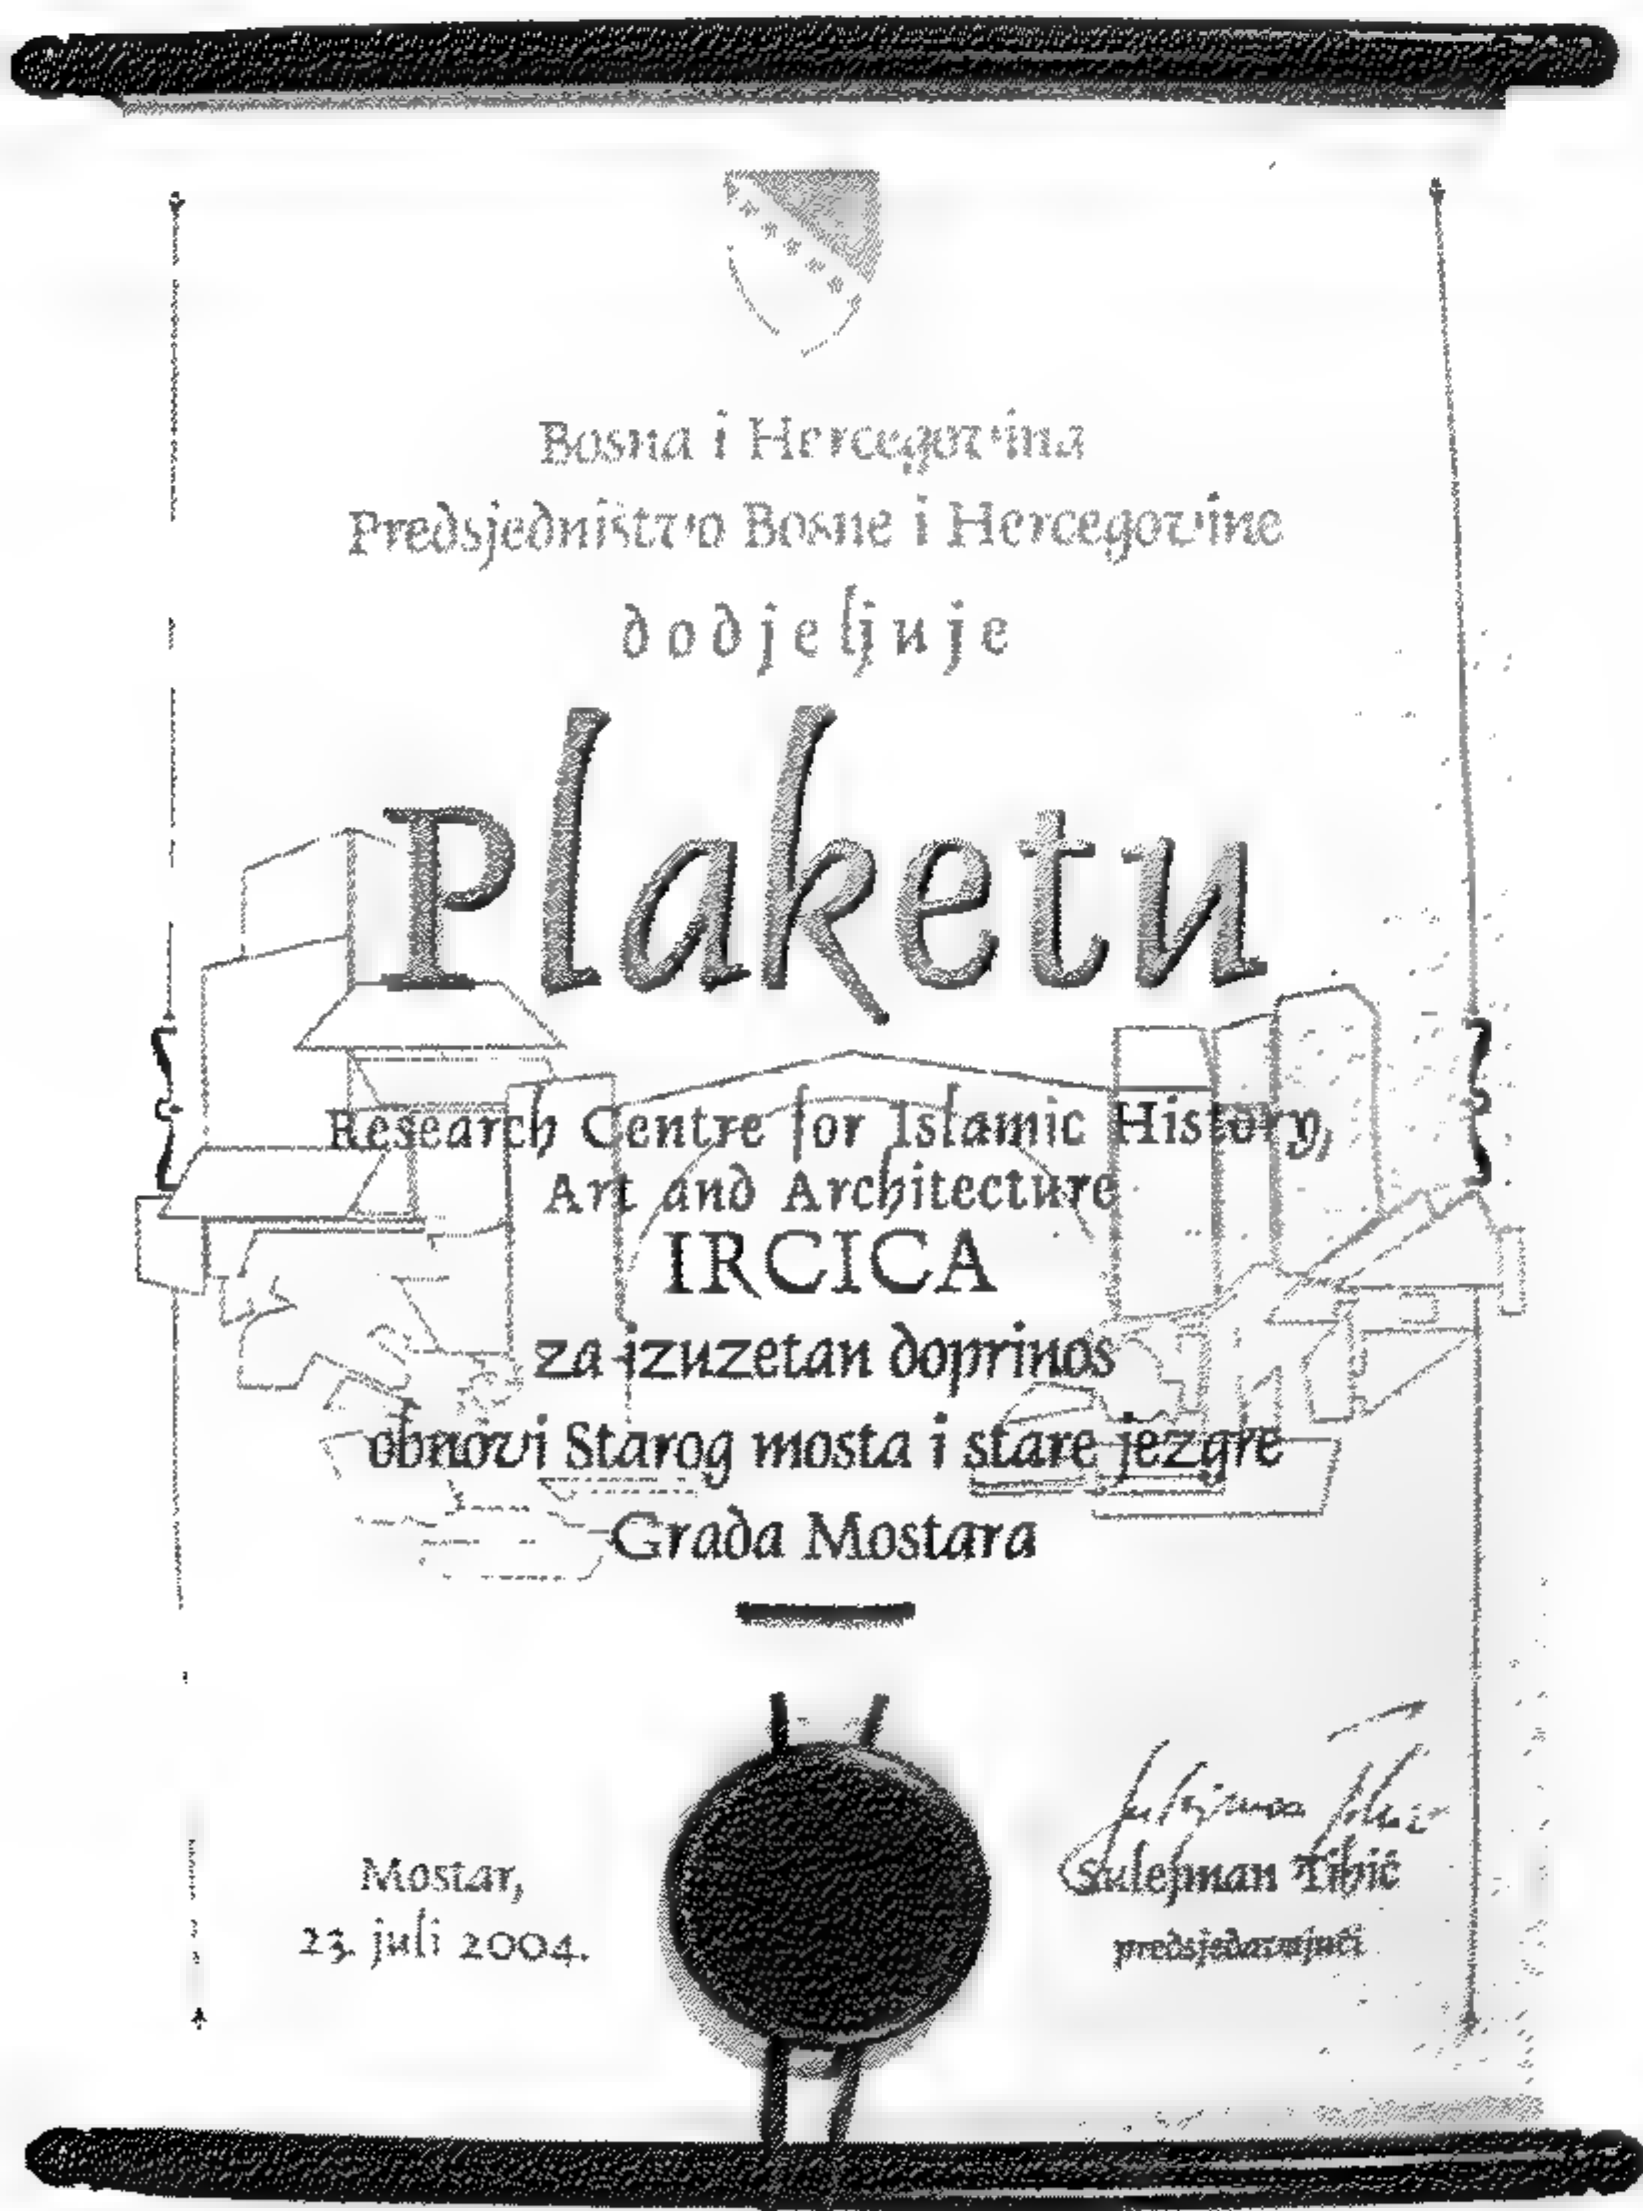 Bosna i Hercegovina
Predsjedništvo Bosne i Hercegovine
dodjeljuje
Plaketu
Research Centre for Islamic History,
Art and Architecture
IRCICA
za izuzetan doprinos
obnovi Starog mosta i stare jezgre
Grada Mostara
Mostar,
23. juli 2004.
Sulejman Tihić
predsjedavajući